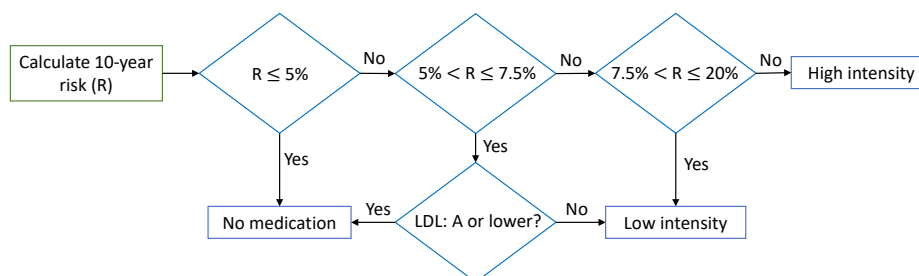 Calculate 10-year
risk (R)
R ≤ 5%
No
5% < R ≤ 7.5%
No
7.5% < R ≤ 20%
No
High intensity
Yes
Yes
Yes
No medication
Yes
LDL: A or lower?
No
Low intensity